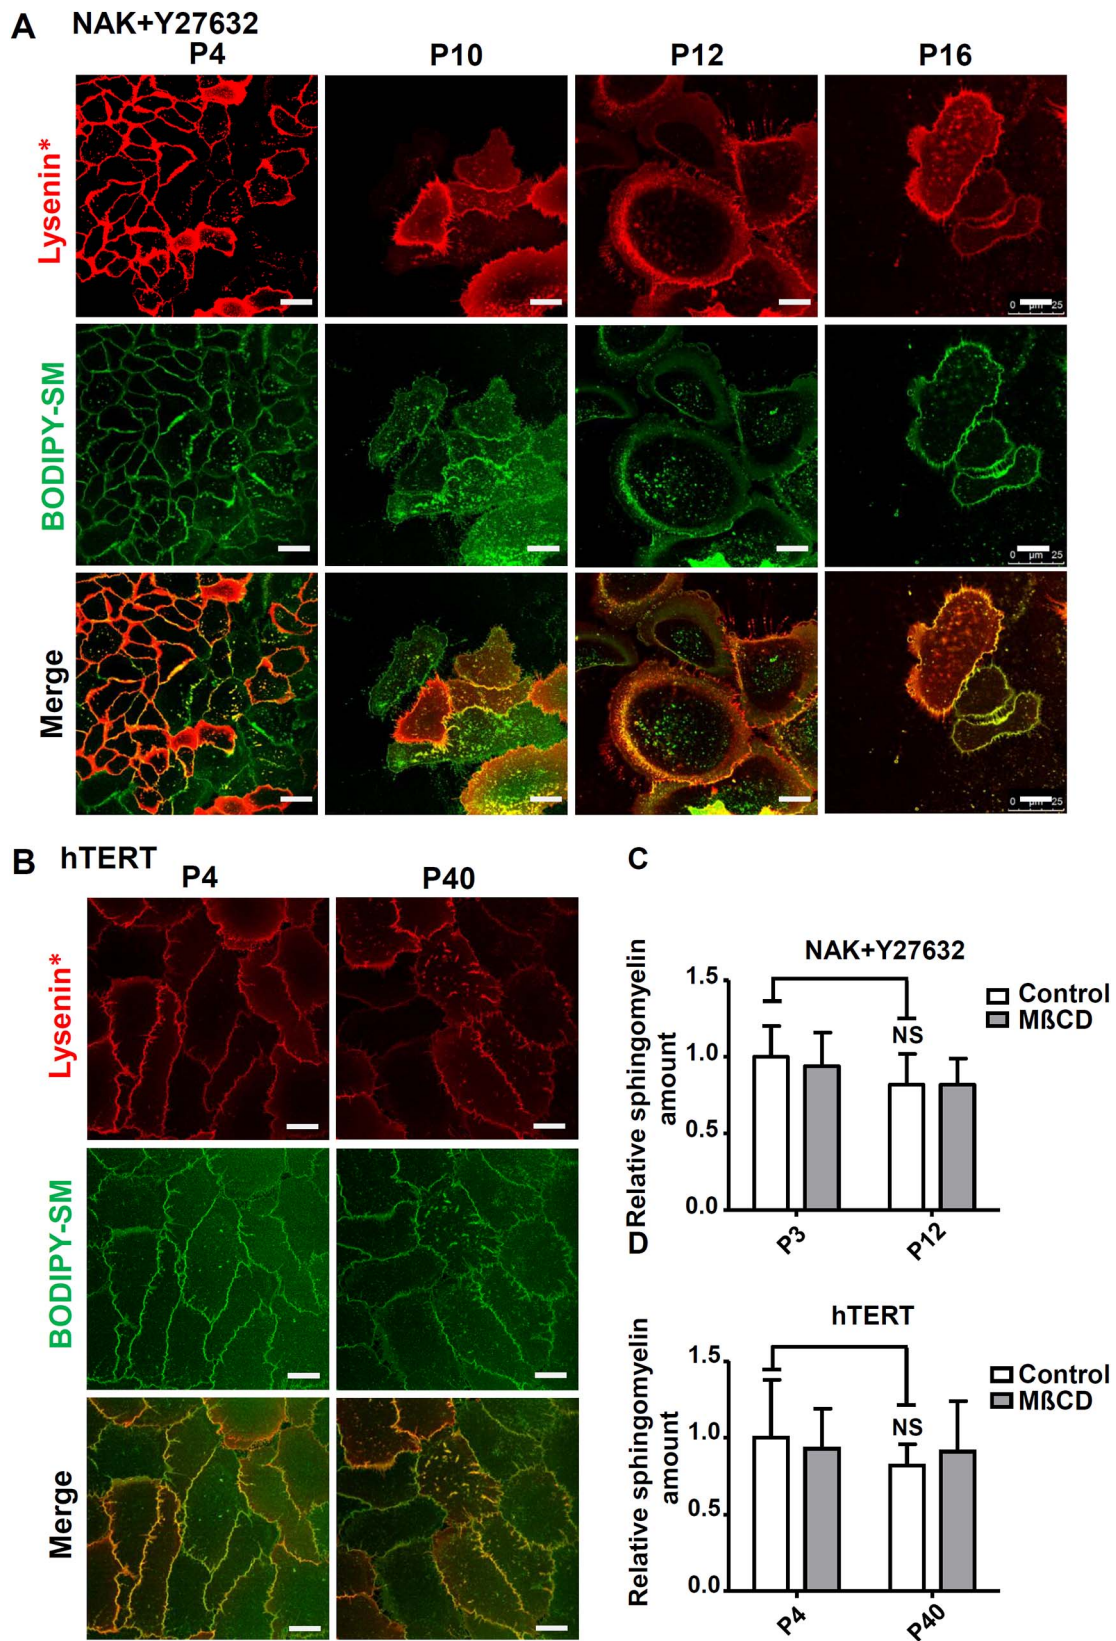 A NAK+Y27632
P4 P10 P12 P16
Lysenin*
0 µm 25
BODIPY-SM
0 µm 25
Merge
0 µm 25
B hTERT
P4 P40
Lysenin*
BODIPY-SM
Merge
C
NAK+Y27632
Relative sphingomyelin
amount
1.5
1.0
0.5
0.0
NS
Control
MßCD
P3 P12
D
hTERT
Relative sphingomyelin
amount
1.5
1.0
0.5
0.0
NS
Control
MßCD
P4 P40